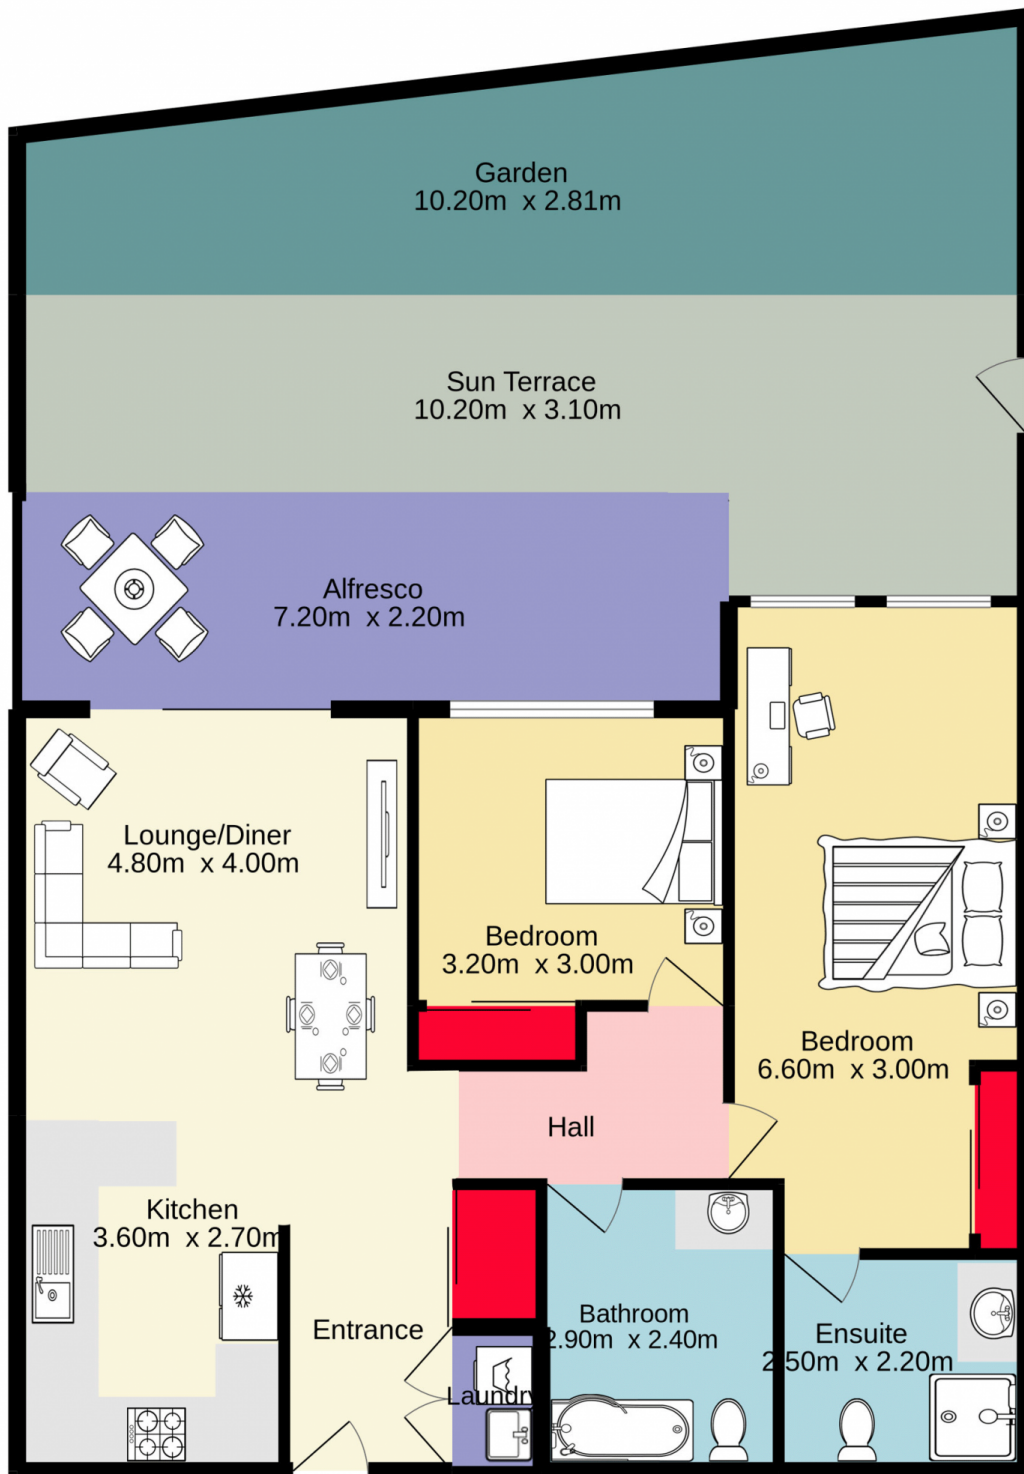 Garden
10.20m x 2.81m
Sun Terrace
10.20m x 3.10m
Alfresco
7.20m x 2.20m
Lounge/Diner
4.80m x 4.00m
Bedroom
3.20m x 3.00m
Bedroom
6.60m x 3.00m
Hall
Kitchen
3.60m x 2.70m
Entrance
Bathroom
2.90m x 2.40m
Ensuite
2.50m x 2.20m
Laundry